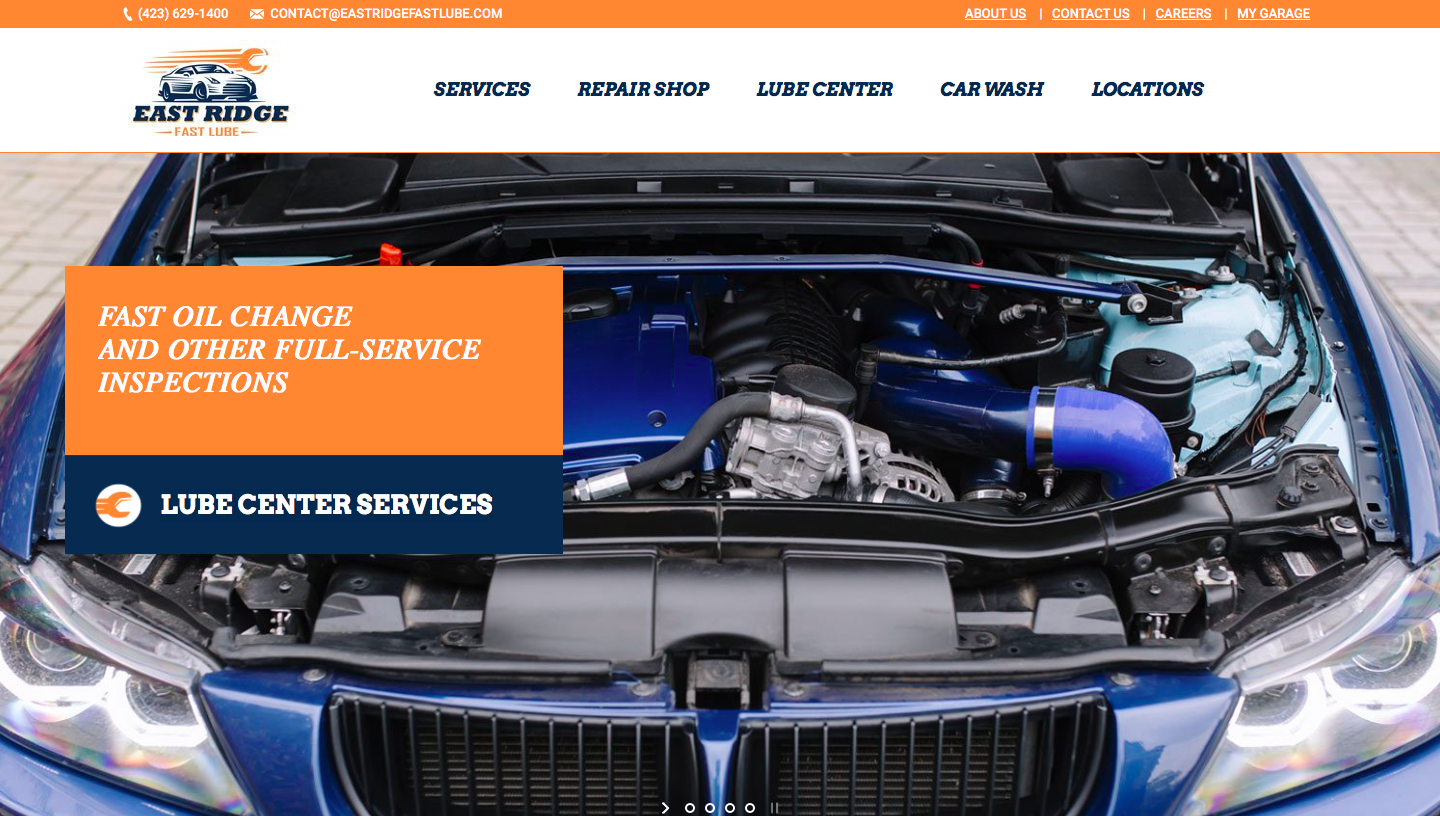 (423) 629-1400 CONTACT@EASTRIDGEFASTLUBE.COM ABOUT US | CONTACT US | CAREERS | MY GARAGE
EAST RIDGE
FAST LUBE
SERVICES REPAIR SHOP LUBE CENTER CAR WASH LOCATIONS
FAST OIL CHANGE
AND OTHER FULL-SERVICE
INSPECTIONS
LUBE CENTER SERVICES